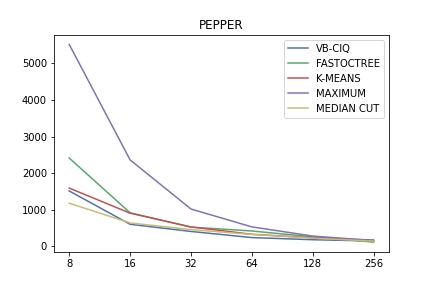 PEPPER
VB-CIQ
FASTOCTREE
K-MEANS
MAXIMUM
MEDIAN CUT
5000
4000
3000
2000
1000
0
8 16 32 64 128 256